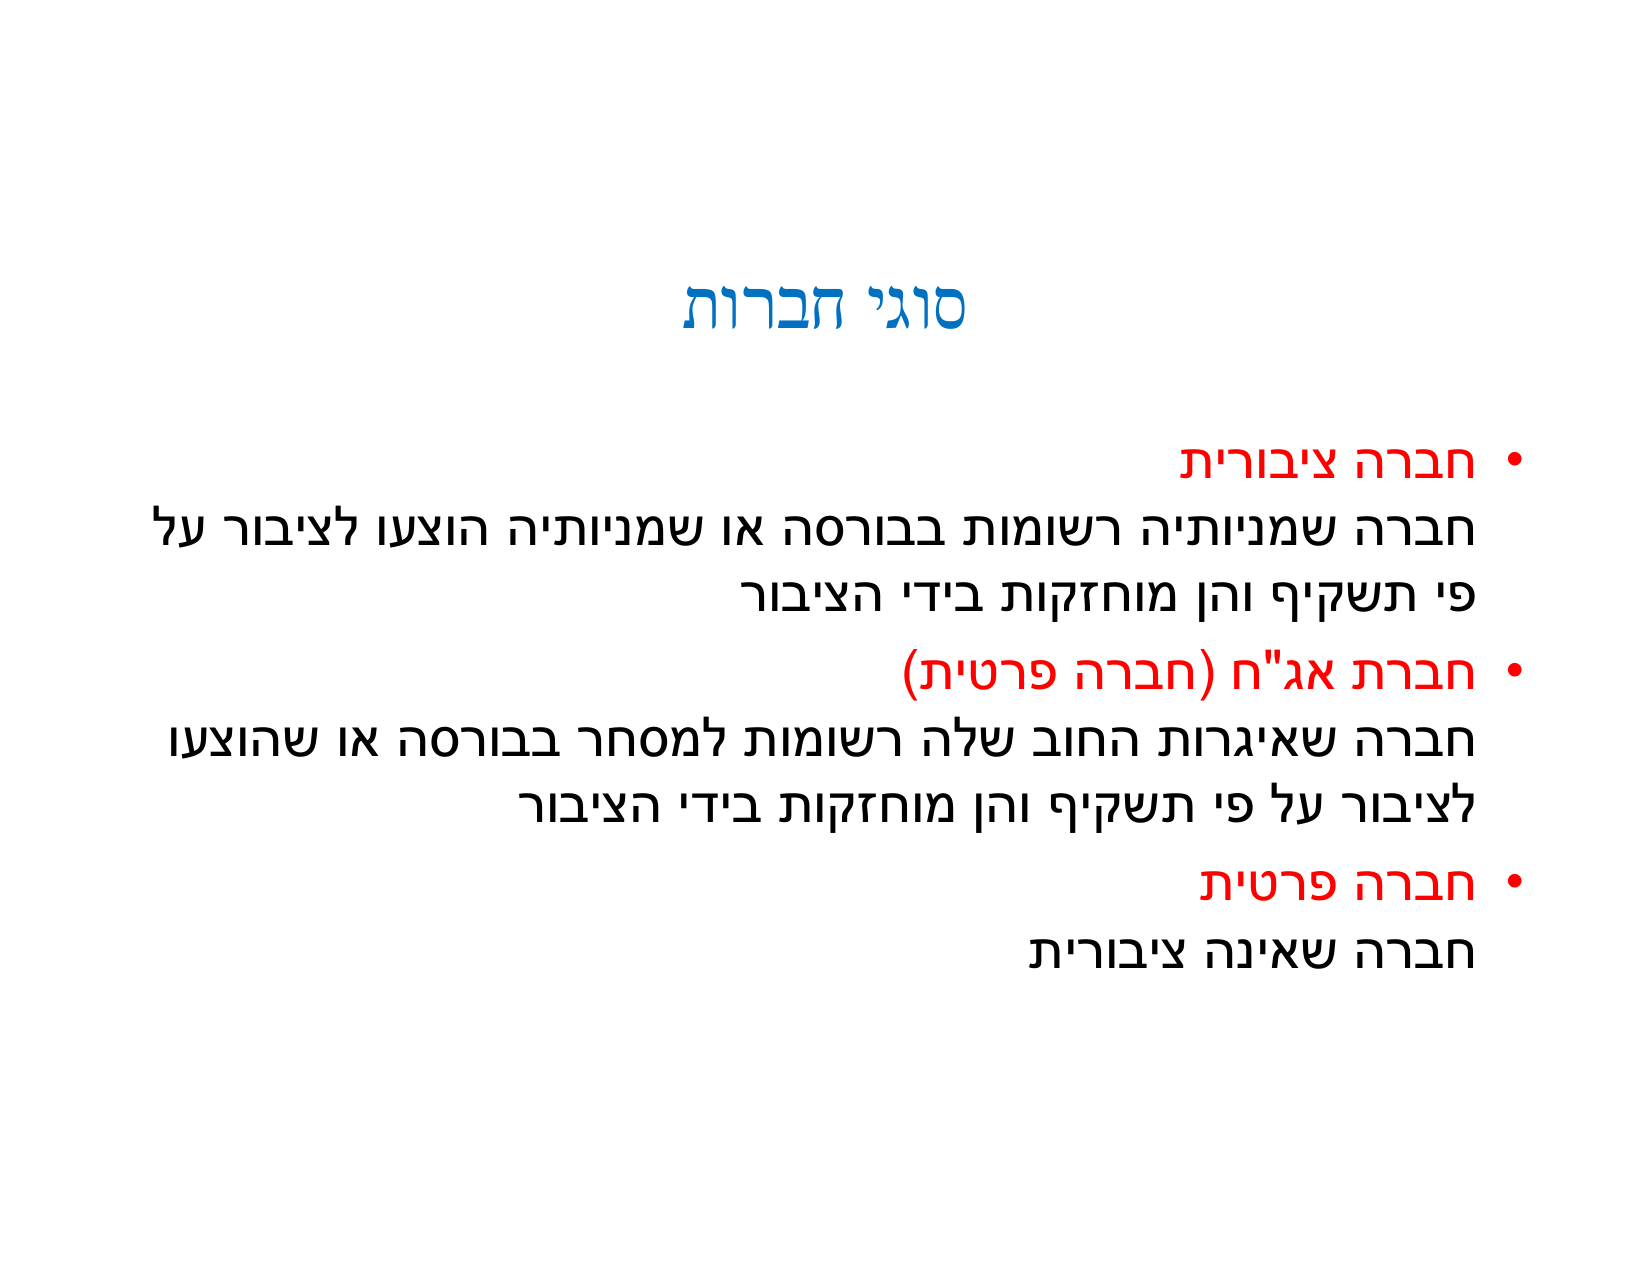 סוגי חברות
• חברה ציבורית
חברה שמניותיה רשומות בבורסה או שמניותיה הוצעו לציבור על
פי תשקיף והן מוחזקות בידי הציבור
• חברת אג"ח (חברה פרטית)
חברה שאיגרות החוב שלה רשומות למסחר בבורסה או שהוצעו
לציבור על פי תשקיף והן מוחזקות בידי הציבור
• חברה פרטית
חברה שאינה ציבורית